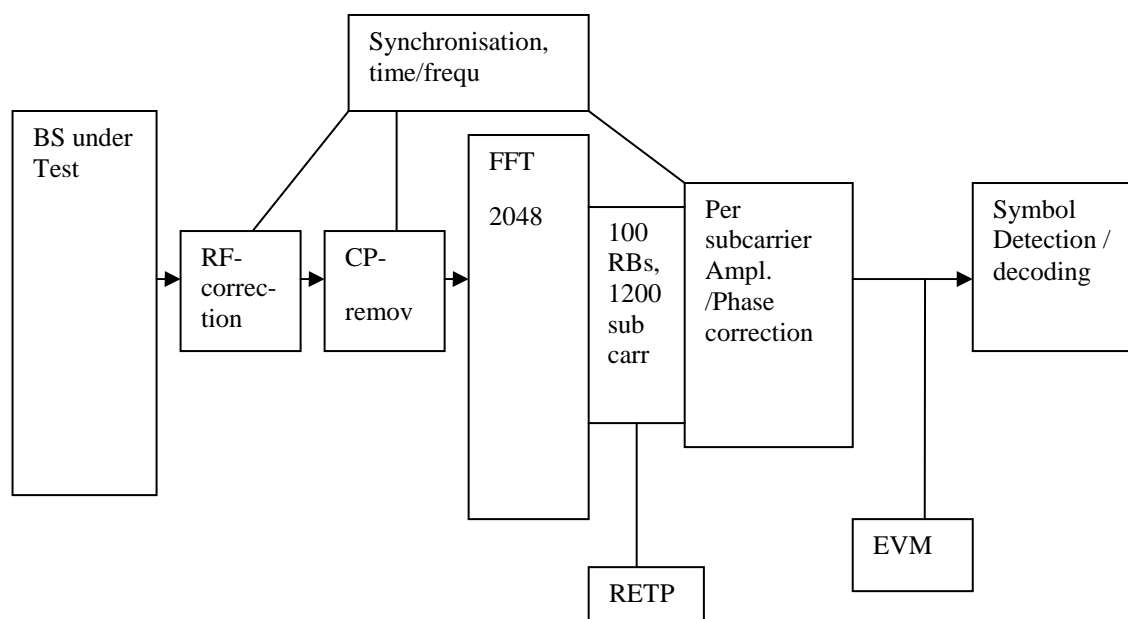 Synchronisation,
time/frequ
BS under
Test
RF-
correc-
tion
CP-
remov
FFT
2048
100
RBs,
1200
sub
carr
Per
subcarrier
Ampl.
/Phase
correction
Symbol
Detection /
decoding
EVM
RETP